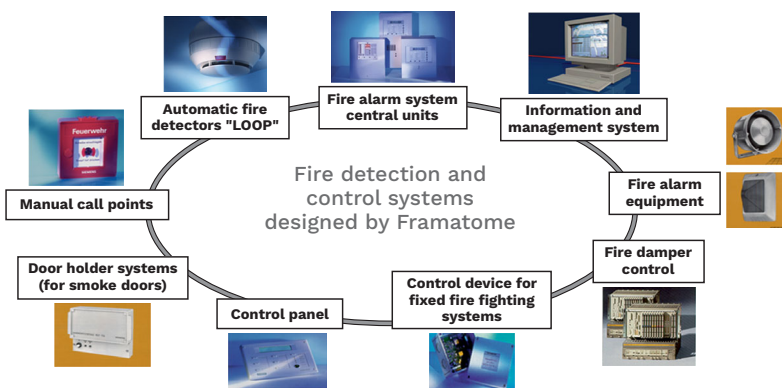 Automatic fire
detectors "LOOP"
Fire alarm system
central units
Information and
management system
Feuerwehr
SIEMENS
Manual call points
Fire detection and
control systems
designed by Framatome
Fire alarm
equipment
Door holder systems
(for smoke doors)
Control panel
Control device for
fixed fire fighting
systems
Fire damper
control